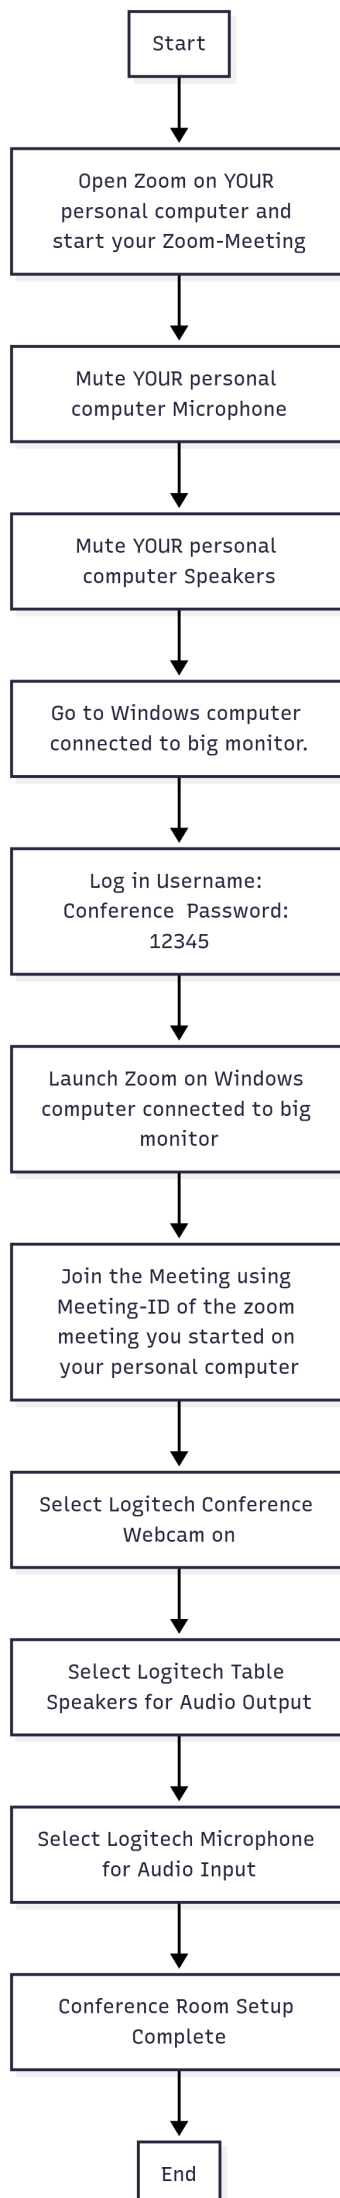 Start
Open Zoom on YOUR
personal computer and
start your Zoom-Meeting
Mute YOUR personal
computer Microphone
Mute YOUR personal
computer Speakers
Go to Windows computer
connected to big monitor.
Log in Username:
Conference  Password:
12345
Launch Zoom on Windows
computer connected to big
monitor
Join the Meeting using
Meeting-ID of the zoom
meeting you started on
your personal computer
Select Logitech Conference
Webcam on
Select Logitech Table
Speakers for Audio Output
Select Logitech Microphone
for Audio Input
Conference Room Setup
Complete
End